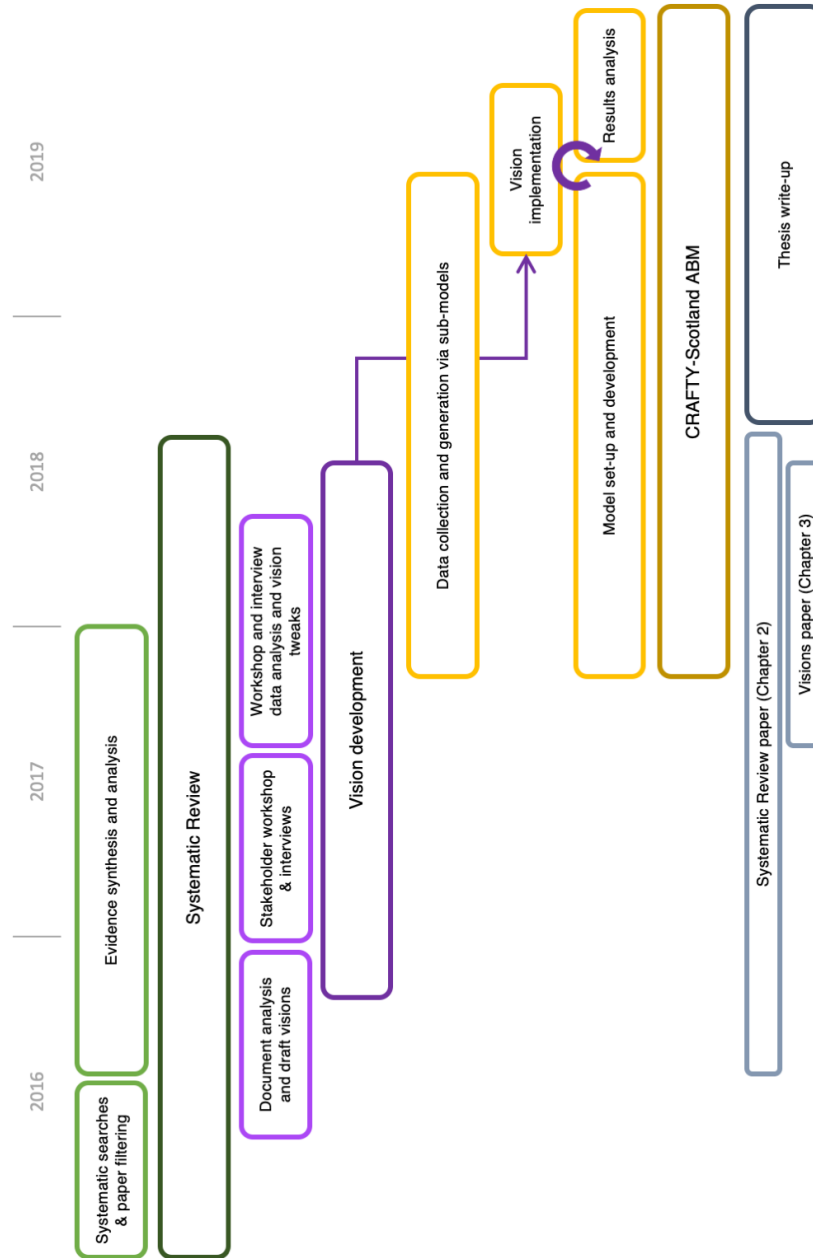 2016
2017
2018
2019
Systematic searches
& paper filtering
Evidence synthesis and analysis
Systematic Review
Document analysis
and draft visions
Stakeholder workshop
& interviews
Workshop and interview
data analysis and vision
tweaks
Vision development
Data collection and generation via sub-models
Vision
implementation
Model set-up and development
Results analysis
CRAFTY-Scotland ABM
Systematic Review paper (Chapter 2)
Thesis write-up
Visions paper (Chapter 3)